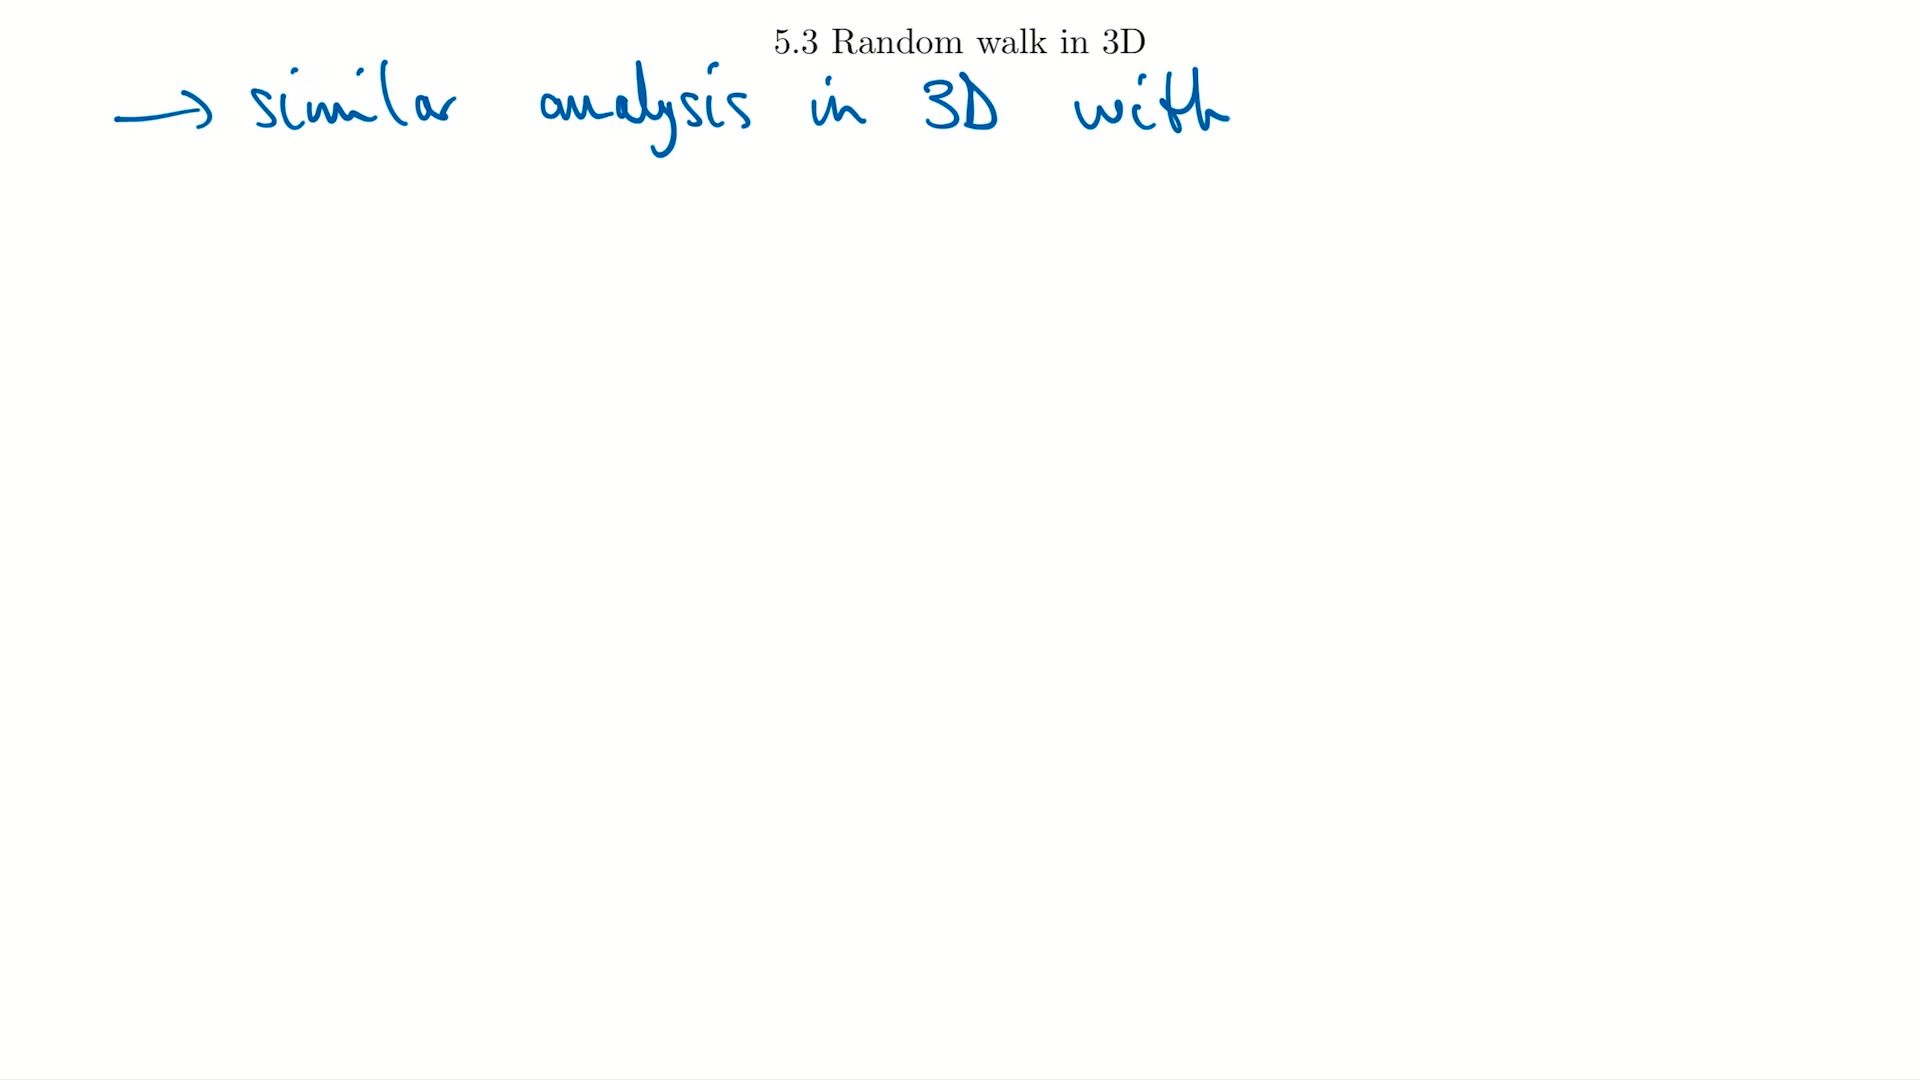 5.3 Random walk in 3D
→ similar analysis in 3D with